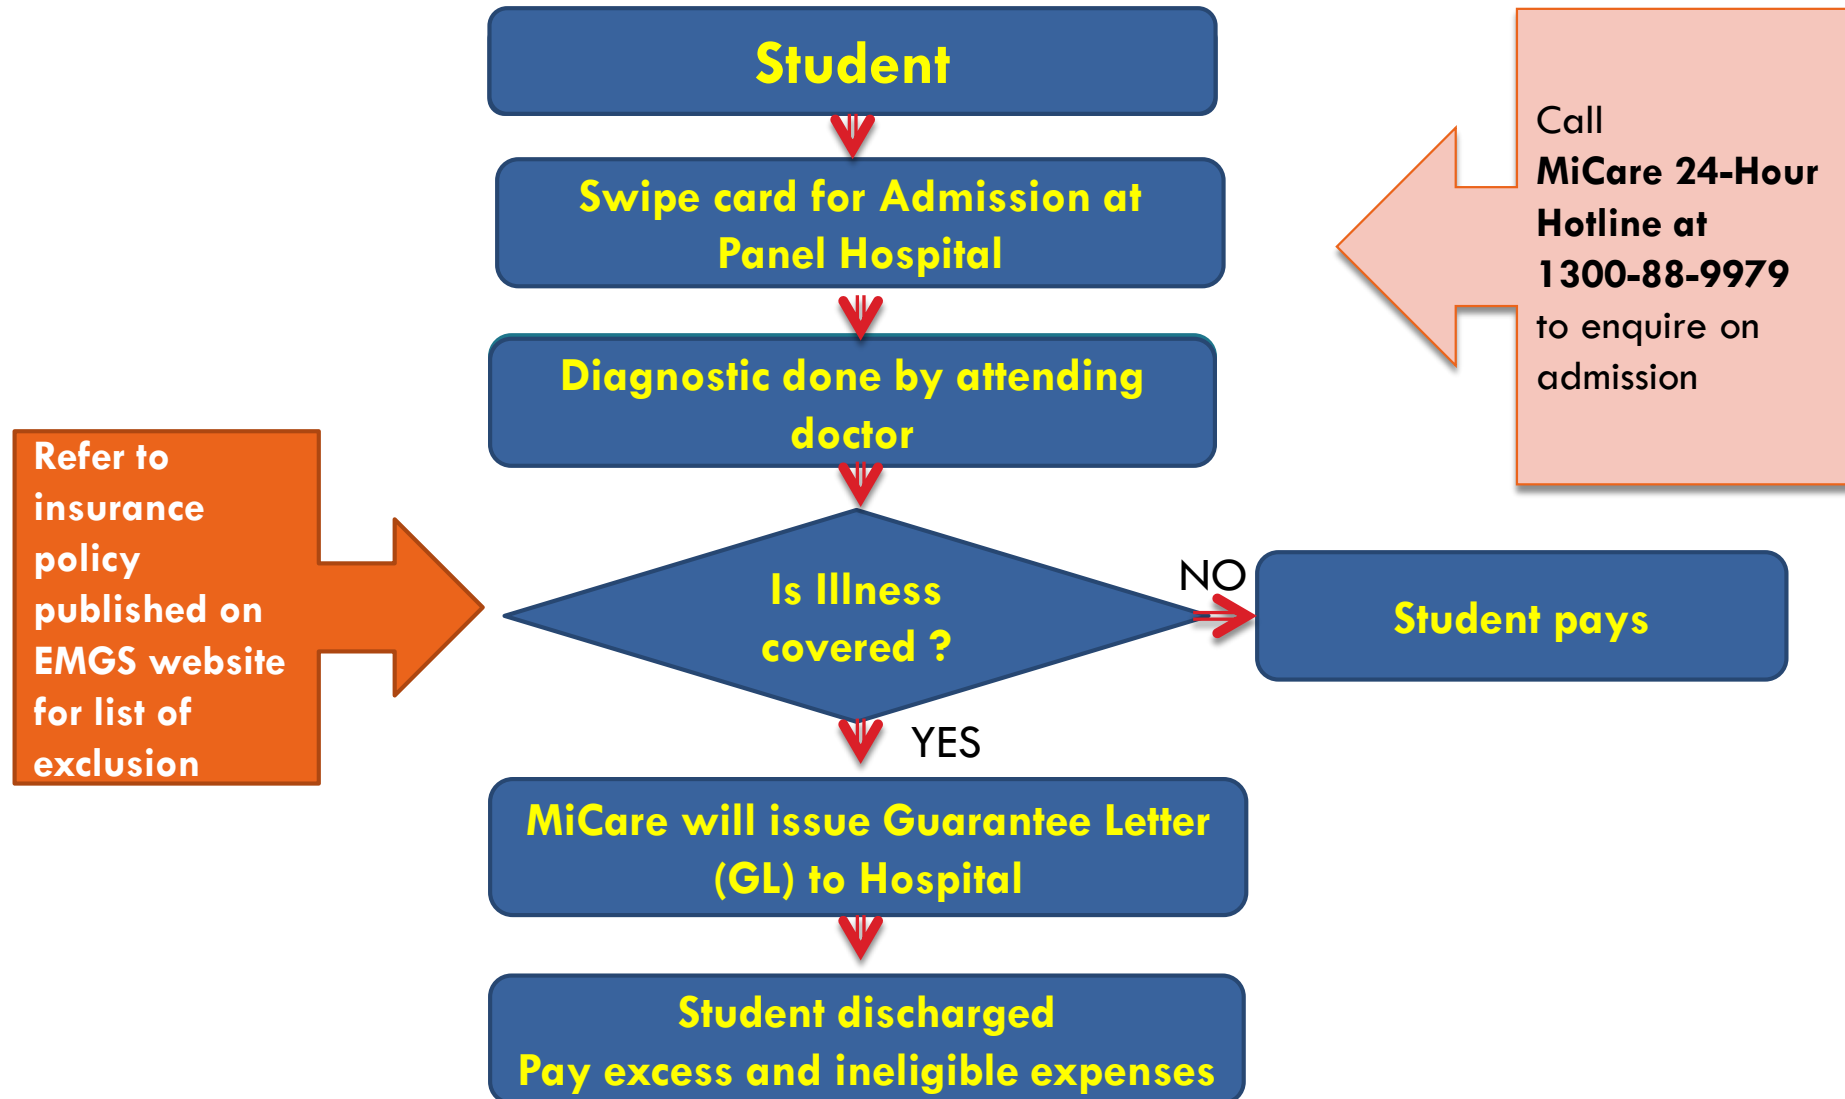 Student
Swipe card for Admission at
Panel Hospital
Call
MiCare 24-Hour
Hotline at
1300-88-9979
to enquire on
admission
Diagnostic done by attending
doctor
Refer to
insurance
policy
published on
EMGS website
for list of
exclusion
Is Illness
covered ?
NO
Student pays
YES
MiCare will issue Guarantee Letter
(GL) to Hospital
Student discharged
Pay excess and ineligible expenses